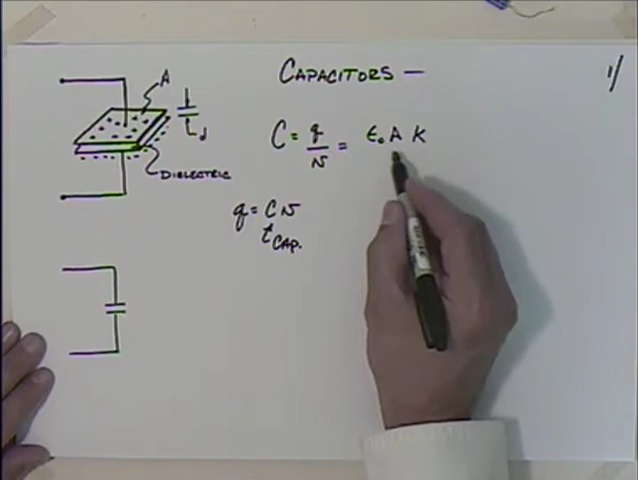 CAPACITORS —
1/
A
d
DIELECTRIC
C = q/v = ε₀ A K
q = C v
CAP.